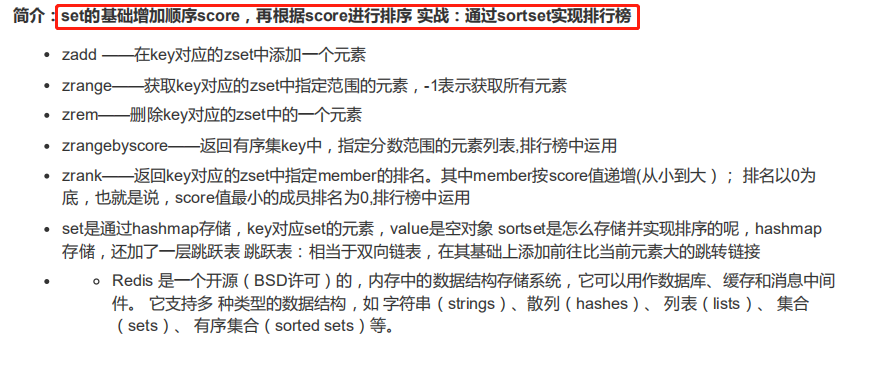 简介：set的基础增加顺序score，再根据score进行排序 实战：通过sortset实现排行榜
zadd ——在key对应的zset中添加一个元素
zrange——获取key对应的zset中指定范围的元素，-1表示获取所有元素
zrem——删除key对应的zset中的一个元素
zrangebyscore——返回有序集key中，指定分数范围的元素列表,排行榜中运用
zrank——返回key对应的zset中指定member的排名。其中member按score值递增(从小到大）； 排名以0为
底，也就是说，score值最小的成员排名为0,排行榜中运用
set是通过hashmap存储，key对应set的元素，value是空对象 sortset是怎么存储并实现排序的呢，hashmap
存储，还加了一层跳跃表 跳跃表：相当于双向链表，在其基础上添加前往比当前元素大的跳转链接
Redis 是一个开源（BSD许可）的，内存中的数据结构存储系统，它可以用作数据库、缓存和消息中间
件。 它支持多 种类型的数据结构，如 字符串（strings）、散列（hashes）、 列表（lists）、 集合
（sets）、 有序集合（sorted sets）等。